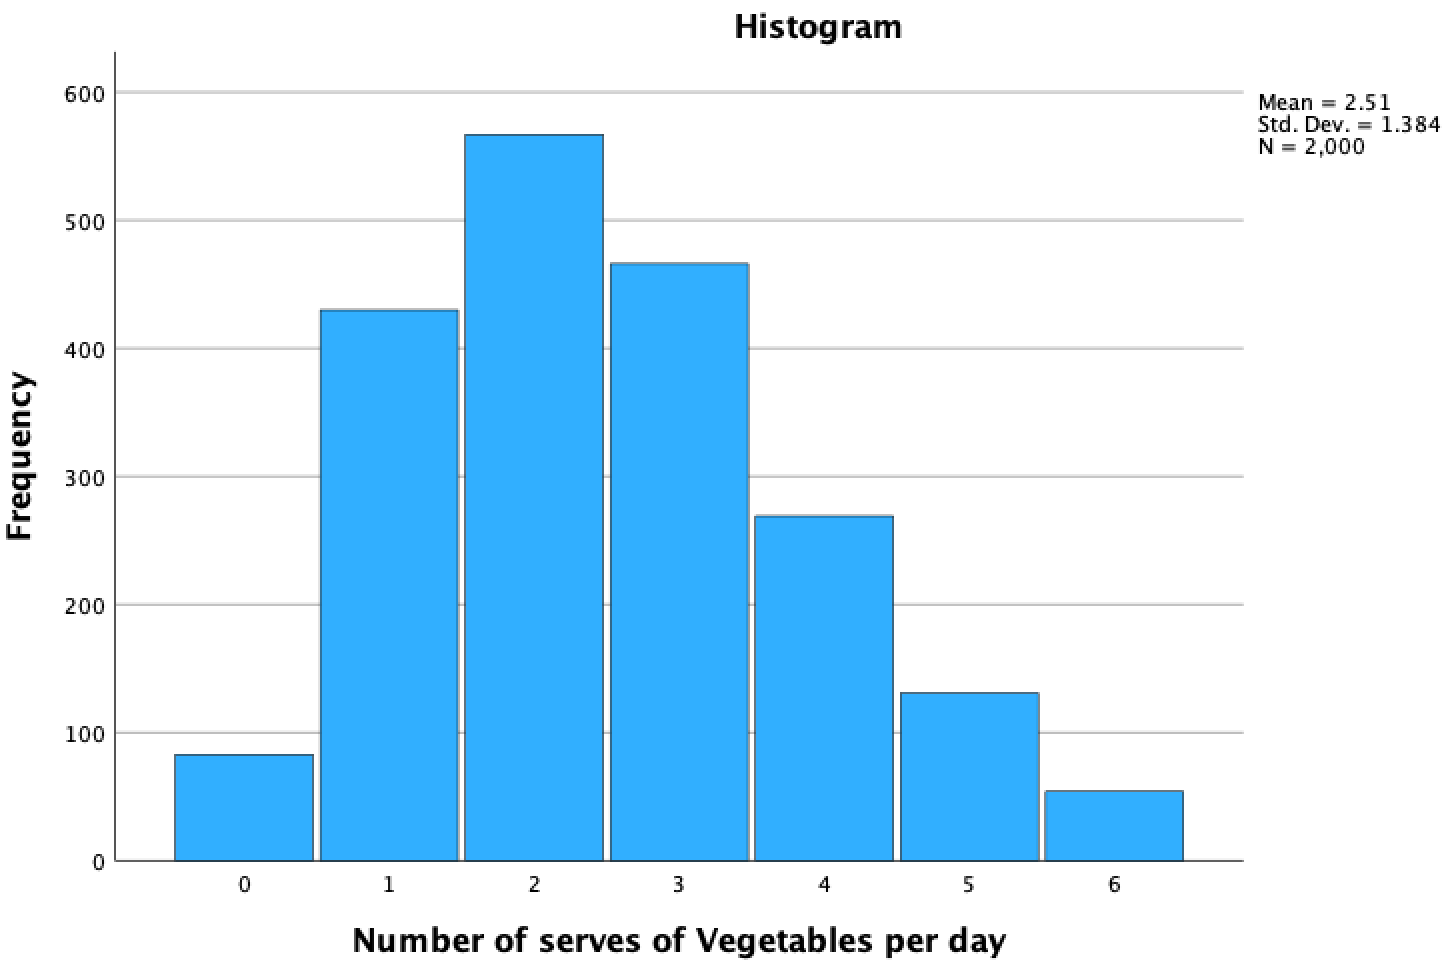 Histogram
600
500
400
300
200
100
0
Frequency
Mean = 2.51
Std. Dev. = 1.384
N = 2,000
0 1 2 3 4 5 6
Number of serves of Vegetables per day